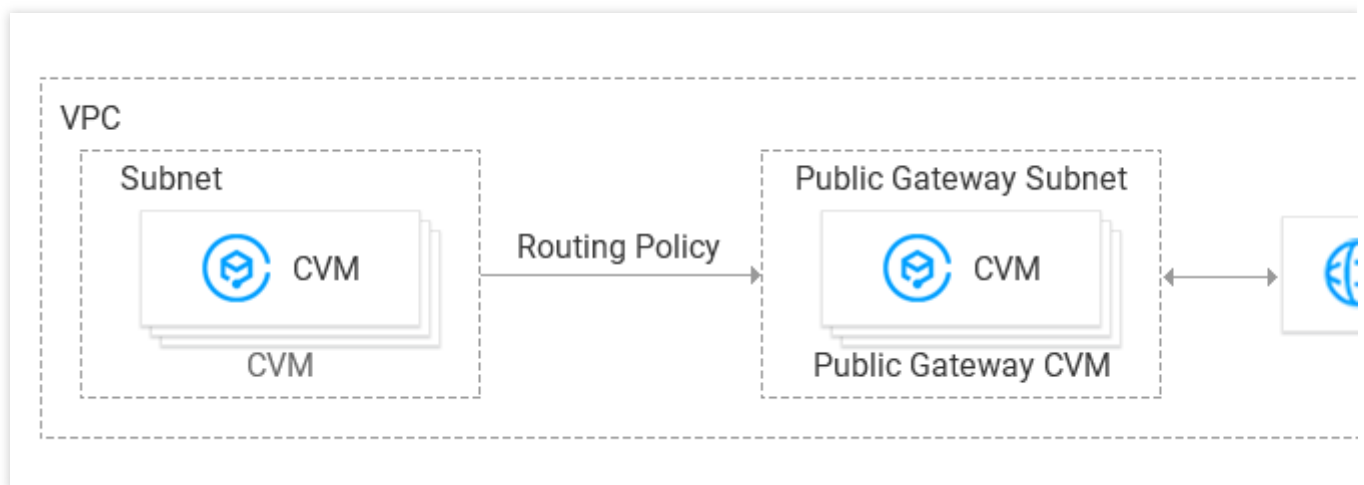 VPC
Subnet
CVM
CVM
Routing Policy
Public Gateway Subnet
CVM
Public Gateway CVM